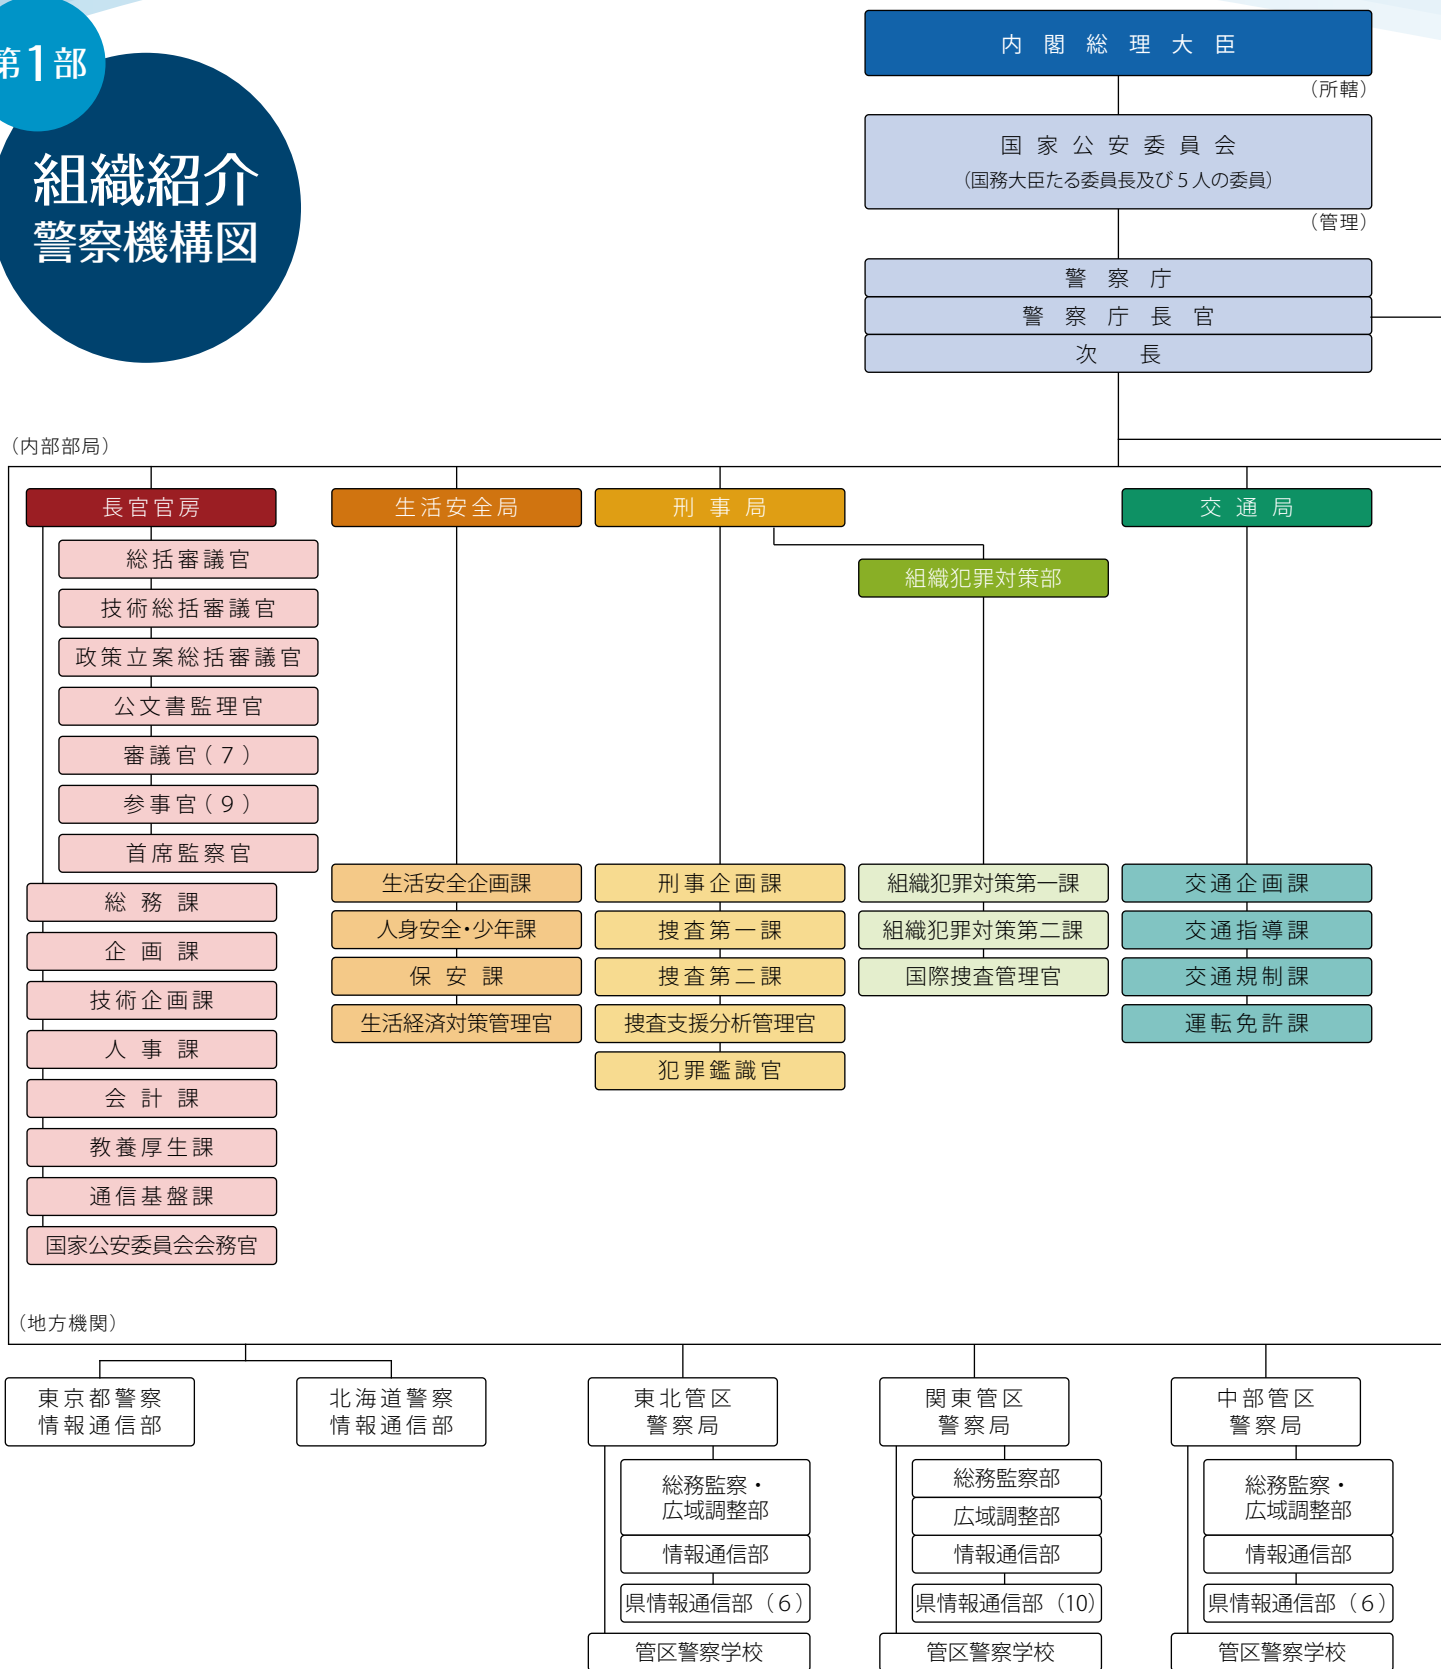 第1部
組織紹介
警察機構図
内閣総理大臣
（所轄）
国家公安委員会
（国務大臣たる委員長及び５人の委員）
（管理）
警察庁
警察庁長官
次長
（内部部局）
長官官房
総括審議官
技術総括審議官
政策立案総括審議官
公文書監理官
審議官（７）
参事官（９）
首席監察官
総務課
企画課
技術企画課
人事課
会計課
教養厚生課
通信基盤課
国家公安委員会会務官
生活安全局
生活安全企画課
人身安全・少年課
保安課
生活経済対策管理官
刑事局
刑事企画課
捜査第一課
捜査第二課
捜査支援分析管理官
犯罪鑑識官
組織犯罪対策部
組織犯罪対策第一課
組織犯罪対策第二課
国際捜査管理官
交通局
交通企画課
交通指導課
交通規制課
運転免許課
（地方機関）
東京都警察
情報通信部
北海道警察
情報通信部
東北管区
警察局
総務監察・
広域調整部
情報通信部
県情報通信部（６）
管区警察学校
関東管区
警察局
総務監察部
広域調整部
情報通信部
県情報通信部（10）
管区警察学校
中部管区
警察局
総務監察・
広域調整部
情報通信部
県情報通信部（６）
管区警察学校